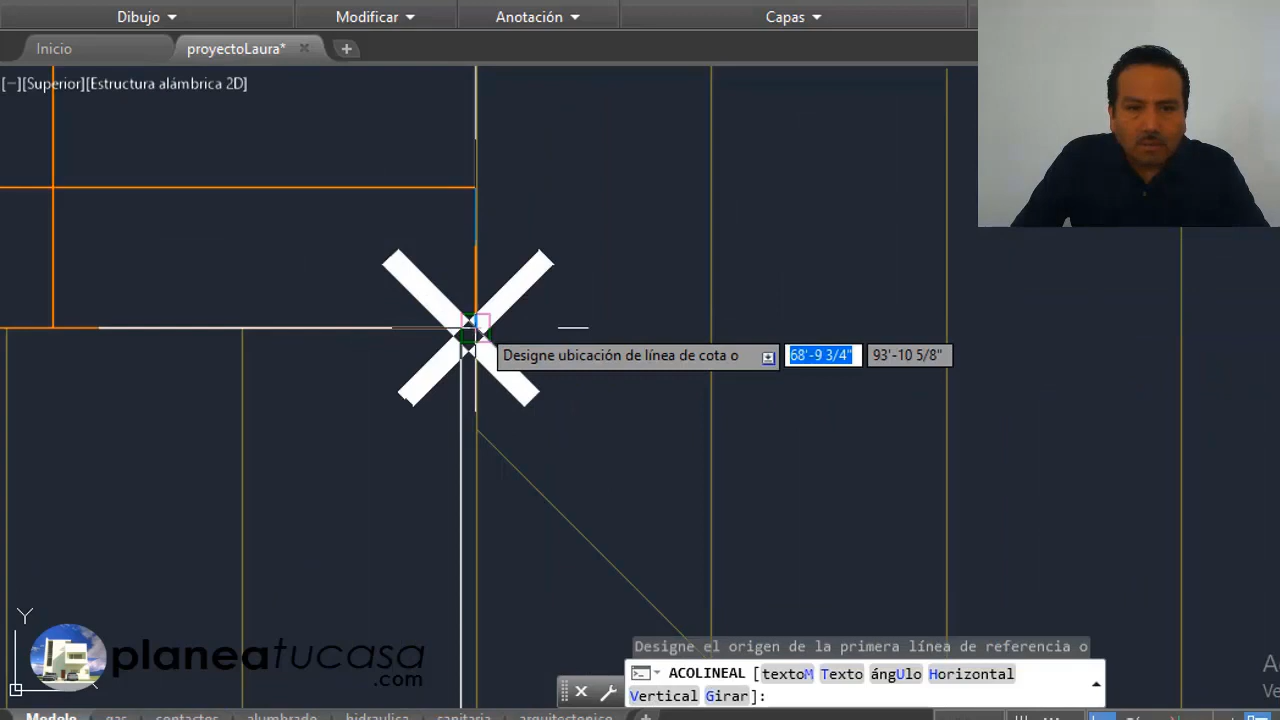 Dibujo
Modificar
Anotación
Capas
Inicio
proyectoLaura*
[−][Superior][Estructura alámbrica 2D]
Designe ubicación de línea de cota o
68'-9 3/4"
93'-10 5/8"
Y
planeatucasa
.com
Designe el origen de la primera línea de referencia o
ACOLINEAL [textoM Texto ángUlo Horizontal
Vertical Girar]:
Modelo gas contactos alumbrado hidraulica sanitaria arquitectonico